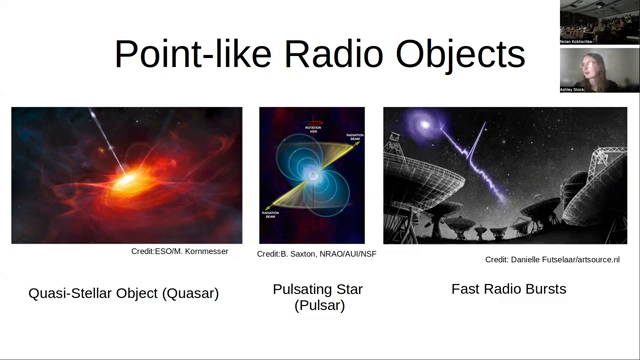 Point-like Radio Objects
Ashley Stock
ROTATION
AXIS
RADIATION
BEAM
RADIATION
BEAM
Credit:ESO/M. Kornmesser
Credit:B. Saxton, NRAO/AUI/NSF
Credit: Danielle Futselaar/artsource.nl
Quasi-Stellar Object (Quasar)
Pulsating Star
(Pulsar)
Fast Radio Bursts